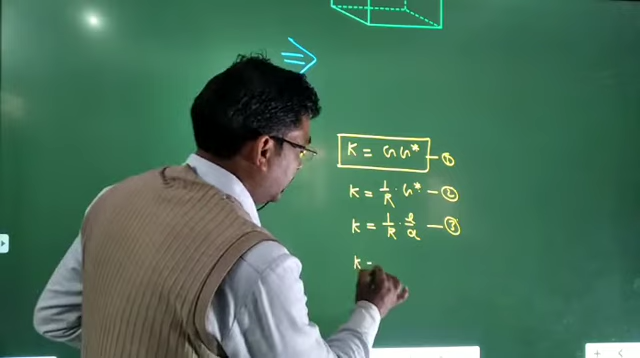 ⇒
K = GG* — ①
K = 1/R · G* — ②
K = 1/R · l/a — ③
K =